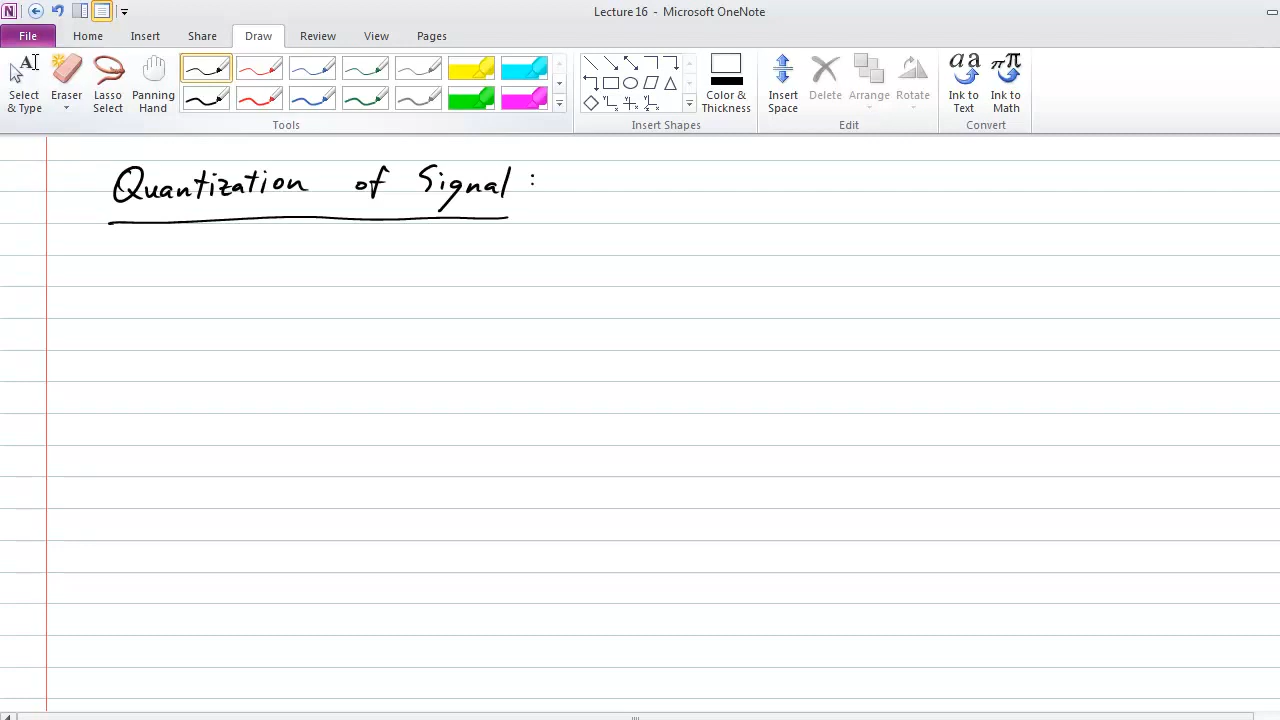 Lecture 16 - Microsoft OneNote
File Home Insert Share Draw Review View Pages
Select & Type
Eraser
Lasso Select
Panning Hand
Color & Thickness
Insert Space
Delete
Arrange
Rotate
Ink to Text
Ink to Math
Tools Insert Shapes Edit Convert
Quantization of Signal :